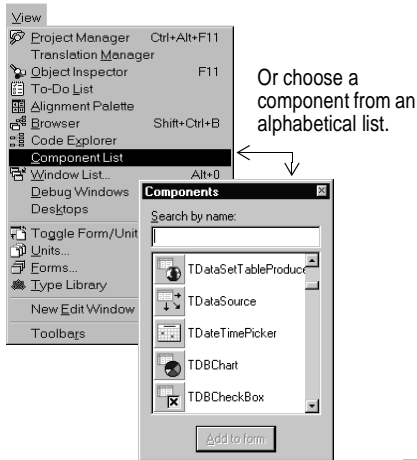 View
Project Manager Ctrl+Alt+F11
Translation Manager
Object Inspector F11
To-Do List
Alignment Palette
Browser Shift+Ctrl+B
Code Explorer
Component List
Window List... Alt+0
Debug Windows
Desktops
Toggle Form/Unit
Units...
Forms...
Type Library
New Edit Window
Toolbars
Or choose a
component from an
alphabetical list.
Components
Search by name:
TDataSetTableProduce
TDataSource
TDateTimePicker
TDBChart
TDBCheckBox
Add to form